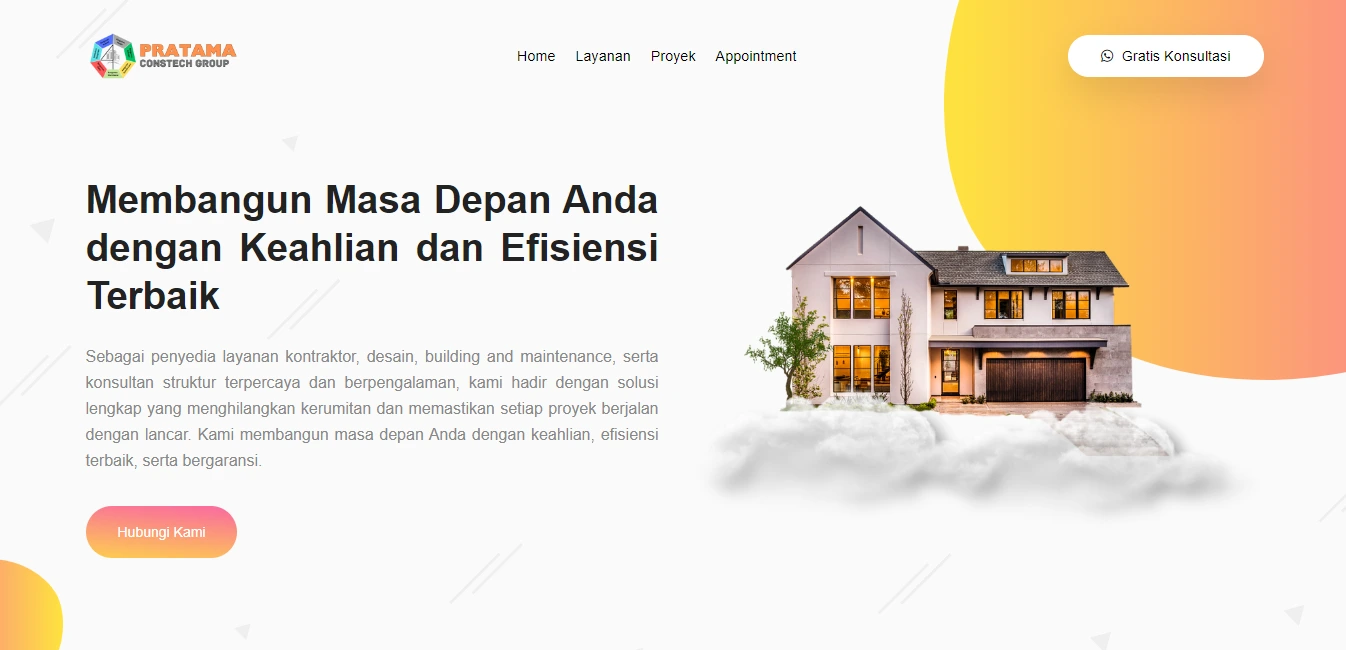 PRATAMA
CONSTECH GROUP
Home
Layanan
Proyek
Appointment
Gratis Konsultasi
Membangun Masa Depan Anda
dengan Keahlian dan Efisiensi
Terbaik
Sebagai penyedia layanan kontraktor, desain, building and maintenance, serta
konsultan struktur terpercaya dan berpengalaman, kami hadir dengan solusi
lengkap yang menghilangkan kerumitan dan memastikan setiap proyek berjalan
dengan lancar. Kami membangun masa depan Anda dengan keahlian, efisiensi
terbaik, serta bergaransi.
Hubungi Kami